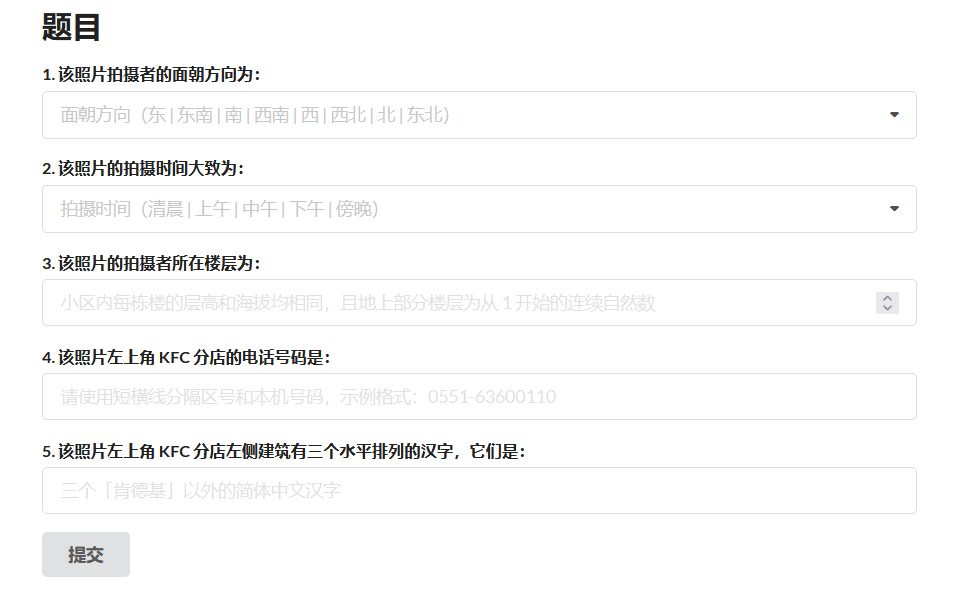 题目
1. 该照片拍摄者的面朝方向为：
面朝方向（东 | 东南 | 南 | 西南 | 西 | 西北 | 北 | 东北）
2. 该照片的拍摄时间大致为：
拍摄时间（清晨 | 上午 | 中午 | 下午 | 傍晚）
3. 该照片的拍摄者所在楼层为：
小区内每栋楼的层高和海拔均相同，且地上部分楼层为从 1 开始的连续自然数
4. 该照片左上角 KFC 分店的电话号码是：
请使用短横线分隔区号和本机号码，示例格式：0551-63600110
5. 该照片左上角 KFC 分店左侧建筑有三个水平排列的汉字，它们是：
三个「肯德基」以外的简体中文汉字
提交